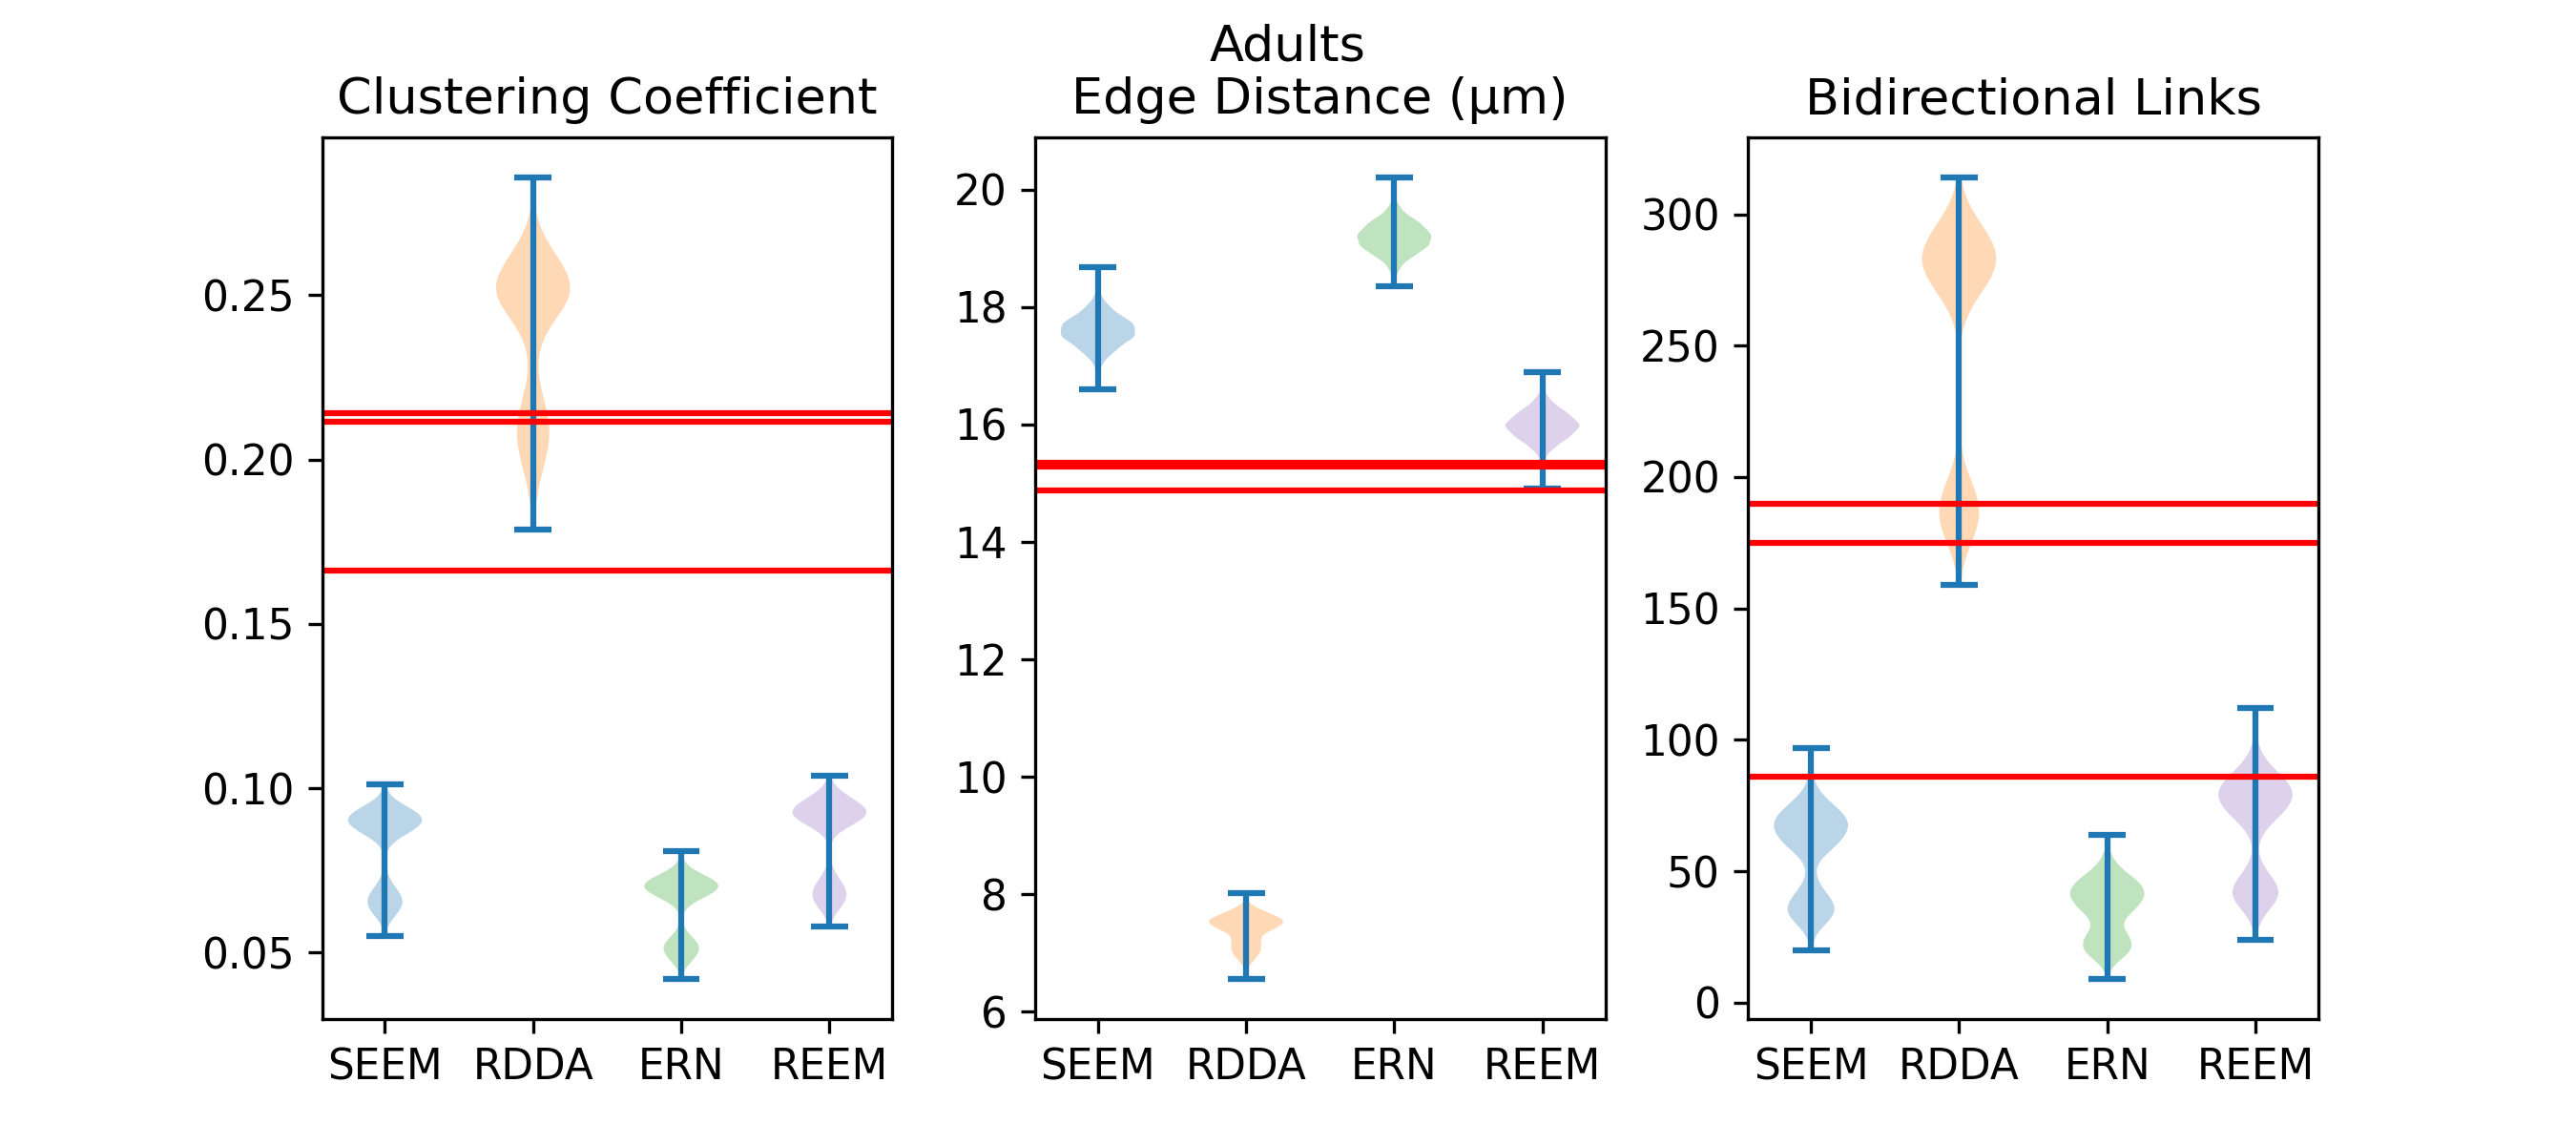 Adults
Clustering Coefficient
Edge Distance (μm)
Bidirectional Links
0.25
0.20
0.15
0.10
0.05
SEEM RDDA ERN REEM
20
18
16
14
12
10
8
6
SEEM RDDA ERN REEM
300
250
200
150
100
50
0
SEEM RDDA ERN REEM